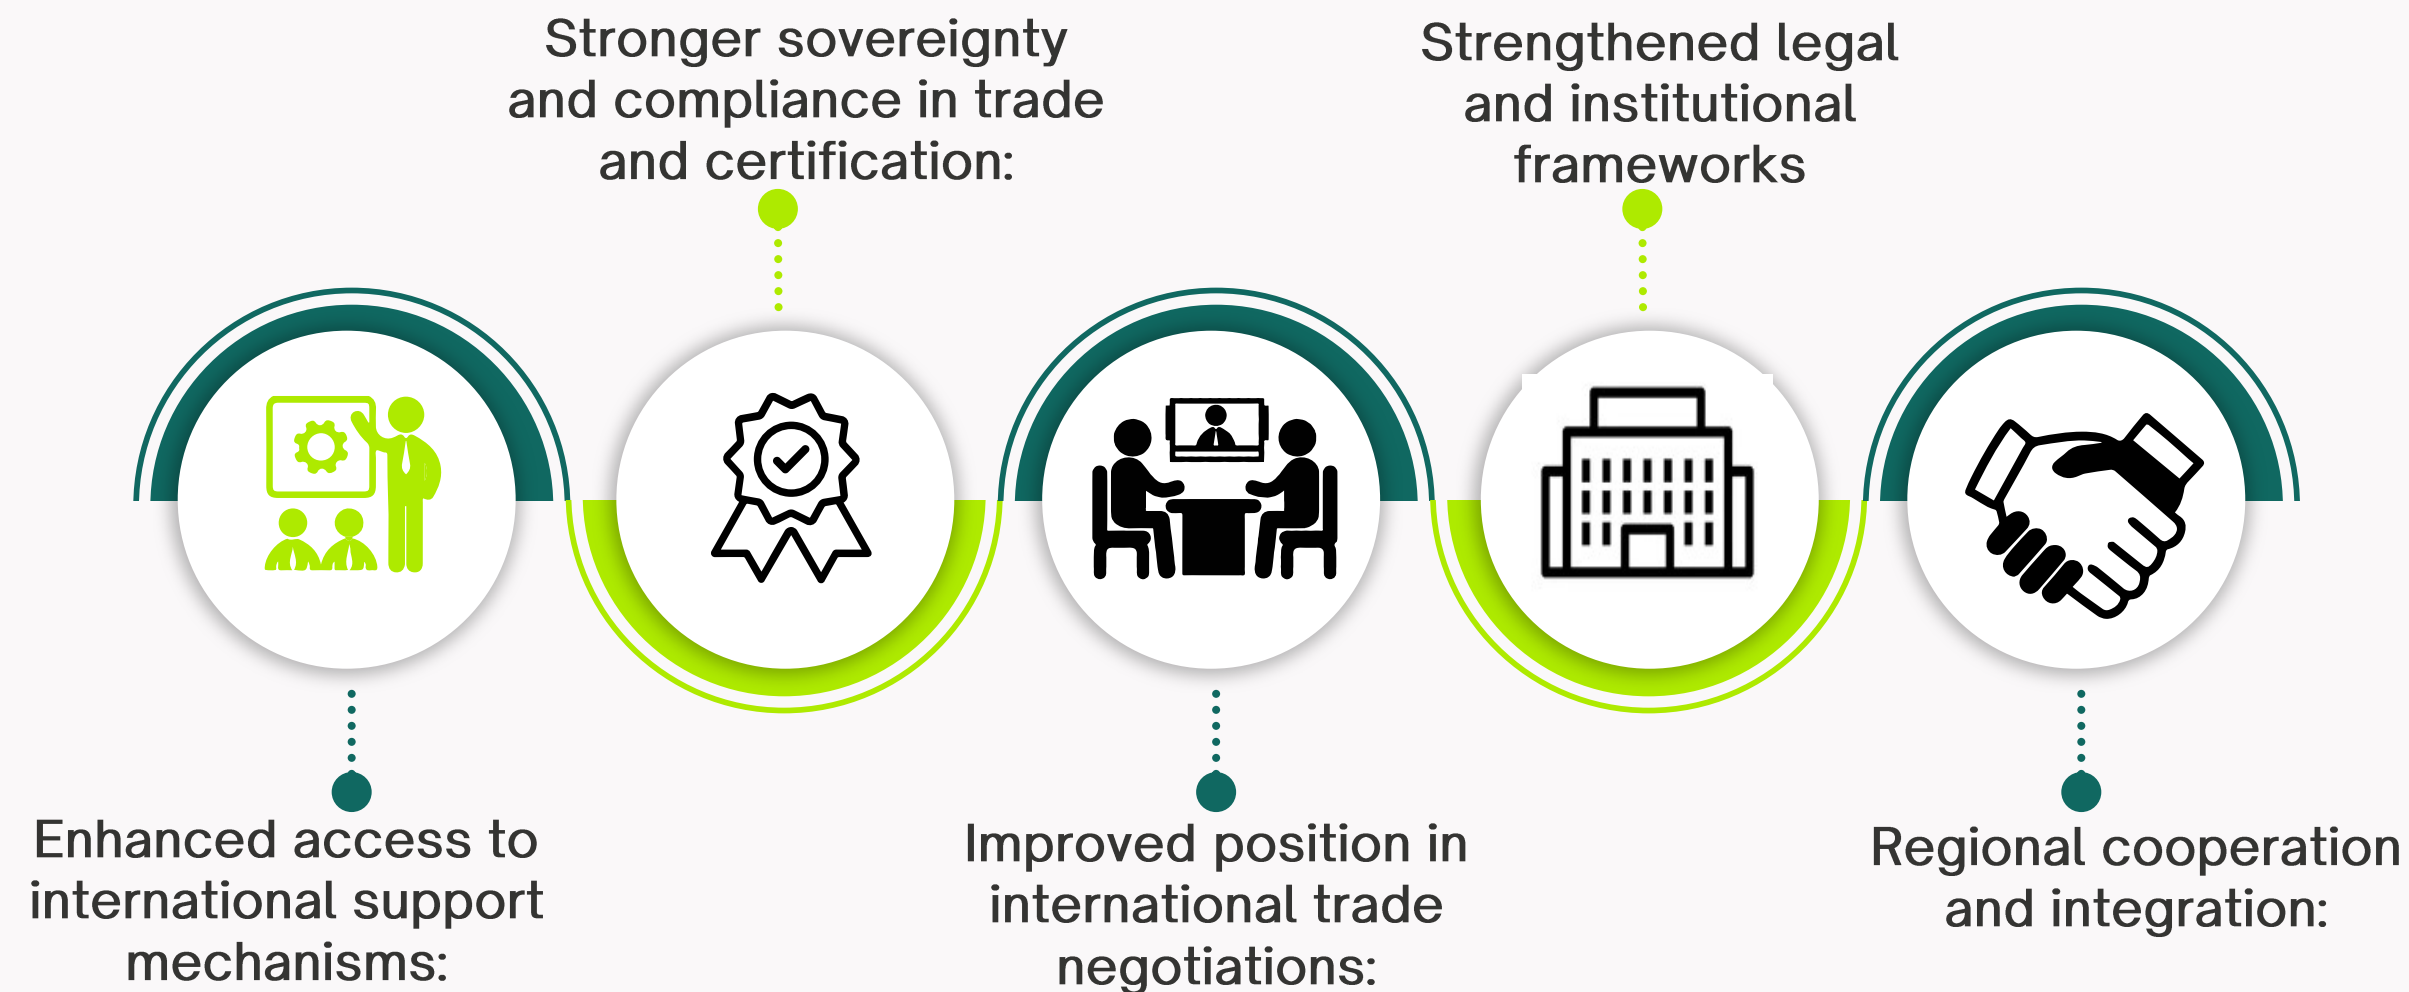 Stronger sovereignty
and compliance in trade
and certification:
Strengthened legal
and institutional
frameworks
Enhanced access to
international support
mechanisms:
Improved position in
international trade
negotiations:
Regional cooperation
and integration: